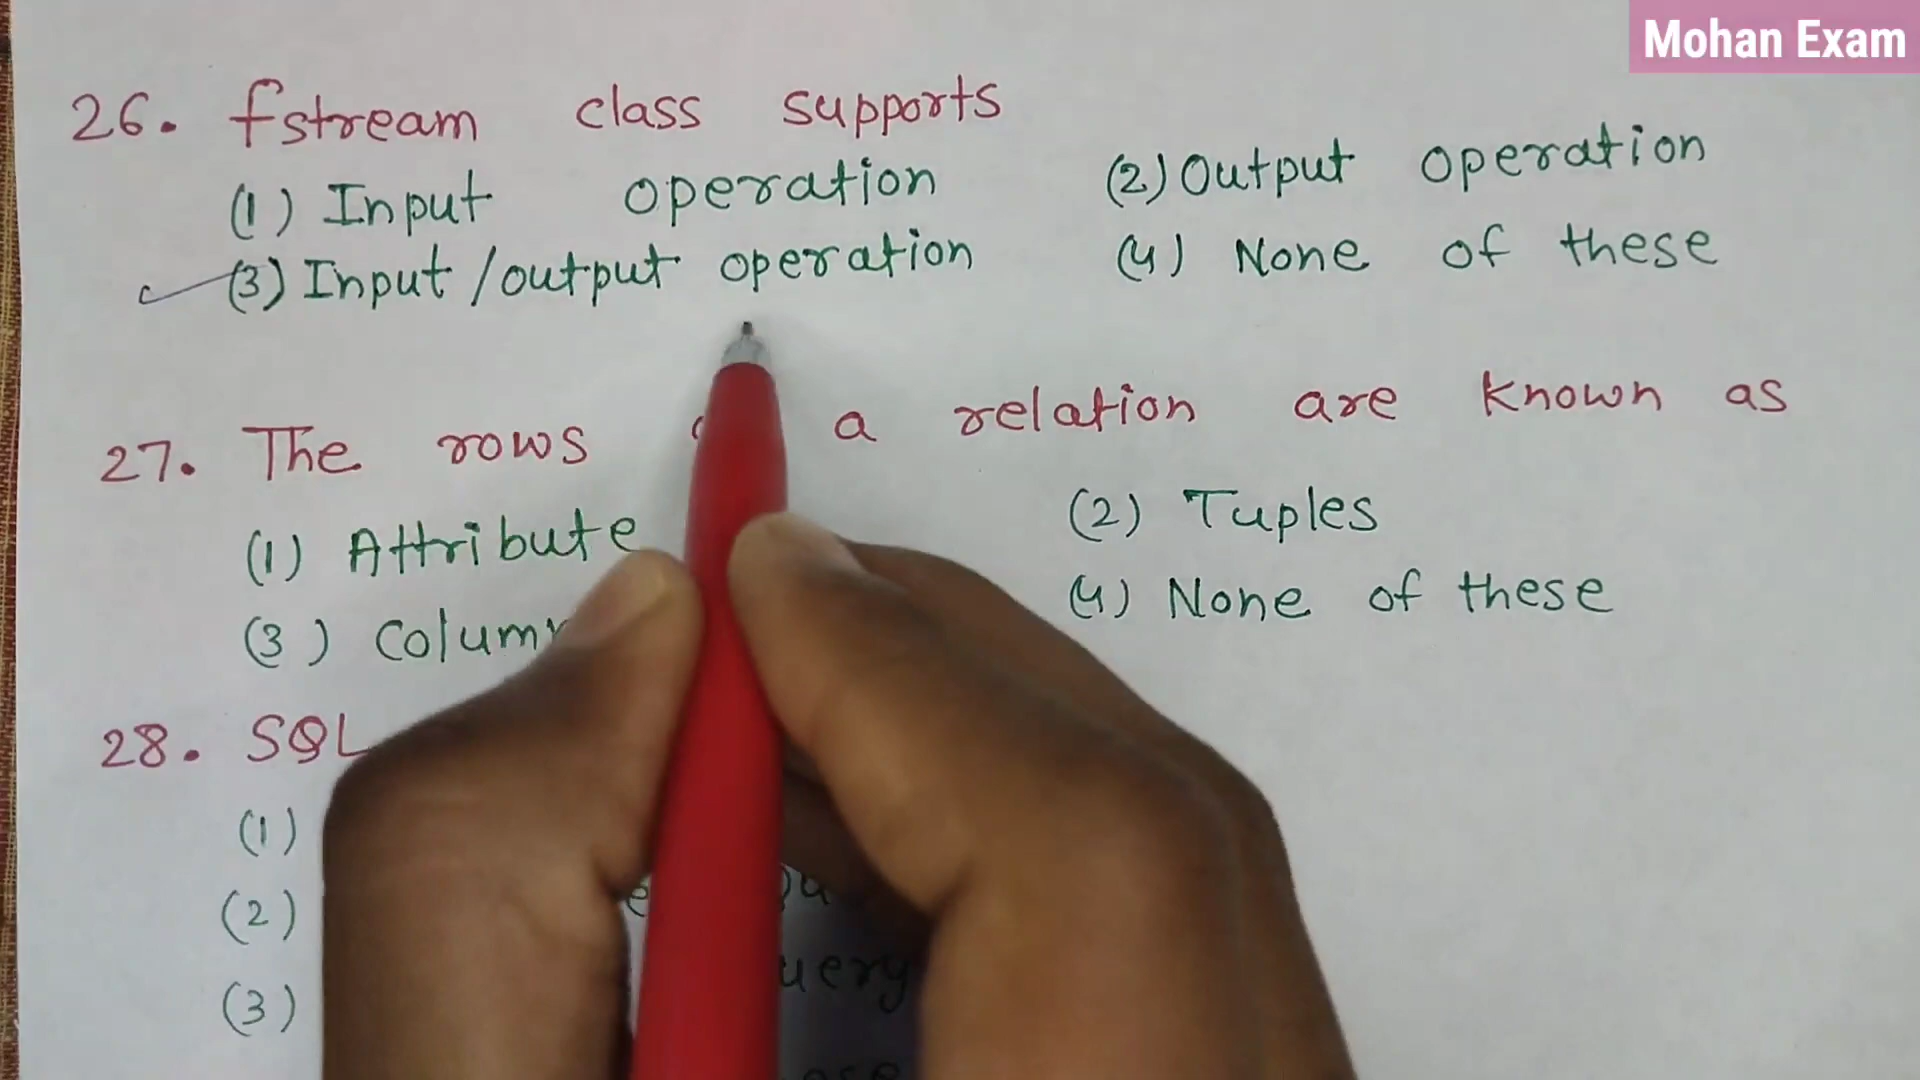 Mohan Exam
26. fstream class supports
(1) Input operation (2) Output operation
(3) Input/output operation (4) None of these
27. The rows a relation are known as
(1) Attribute (2) Tuples
(3) (4) None of these
28. SQL
(1)
(2)
(3)